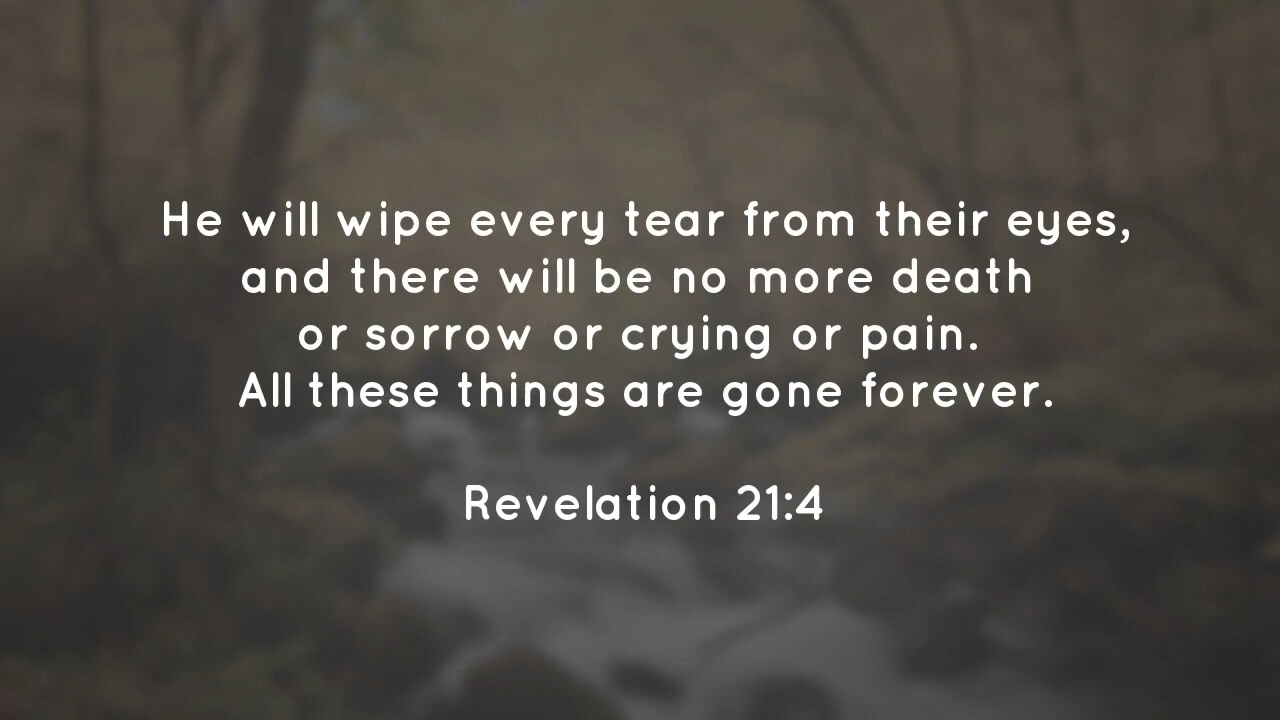 He will wipe every tear from their eyes,
and there will be no more death
or sorrow or crying or pain.
All these things are gone forever.
Revelation 21:4